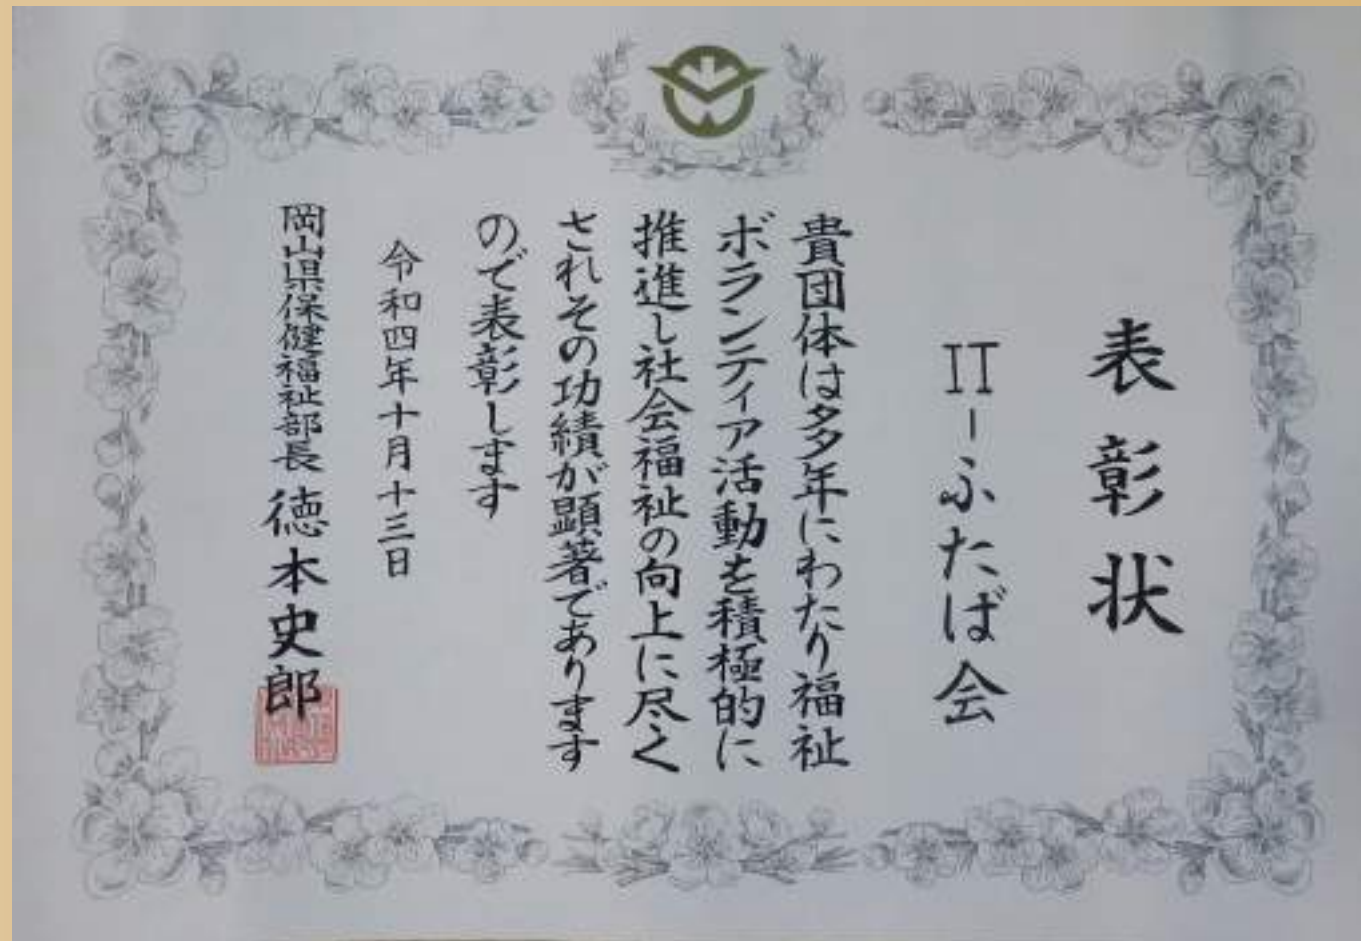 表彰状
IT-ふたば会
貴団体は多年にわたり福祉
ボランティア活動を積極的に
推進し社会福祉の向上に尽く
されその功績が顕著であります
ので表彰します
令和四年十月十三日
岡山県保健福祉部長 徳本史郎